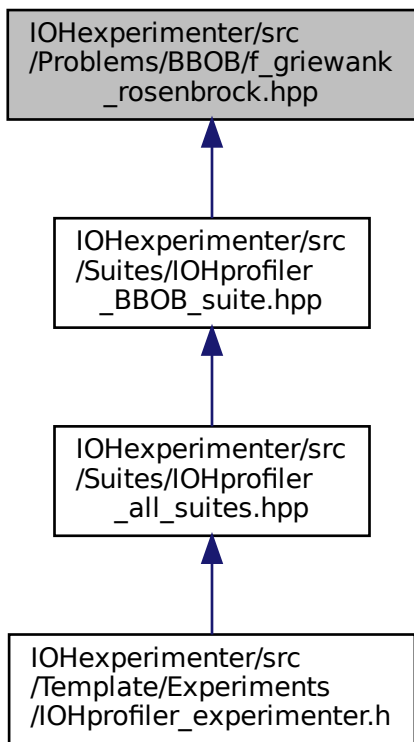 IOHexperimenter/src
/Problems/BBOB/f_griewank
_rosenbrock.hpp
IOHexperimenter/src
/Suites/IOHprofiler
_BBOB_suite.hpp
IOHexperimenter/src
/Suites/IOHprofiler
_all_suites.hpp
IOHexperimenter/src
/Template/Experiments
/IOHprofiler_experimenter.h